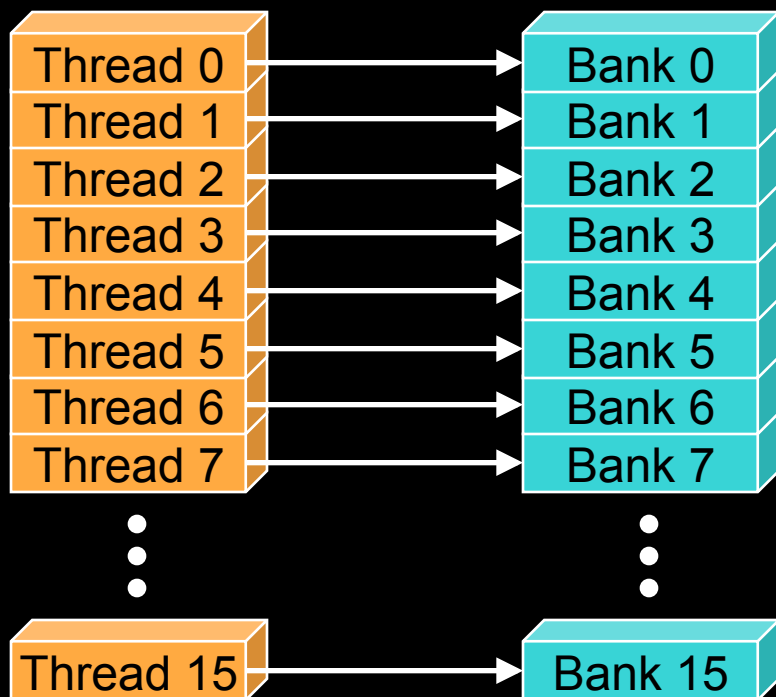 Thread 0 Bank 0
Thread 1 Bank 1
Thread 2 Bank 2
Thread 3 Bank 3
Thread 4 Bank 4
Thread 5 Bank 5
Thread 6 Bank 6
Thread 7 Bank 7
Thread 15 Bank 15